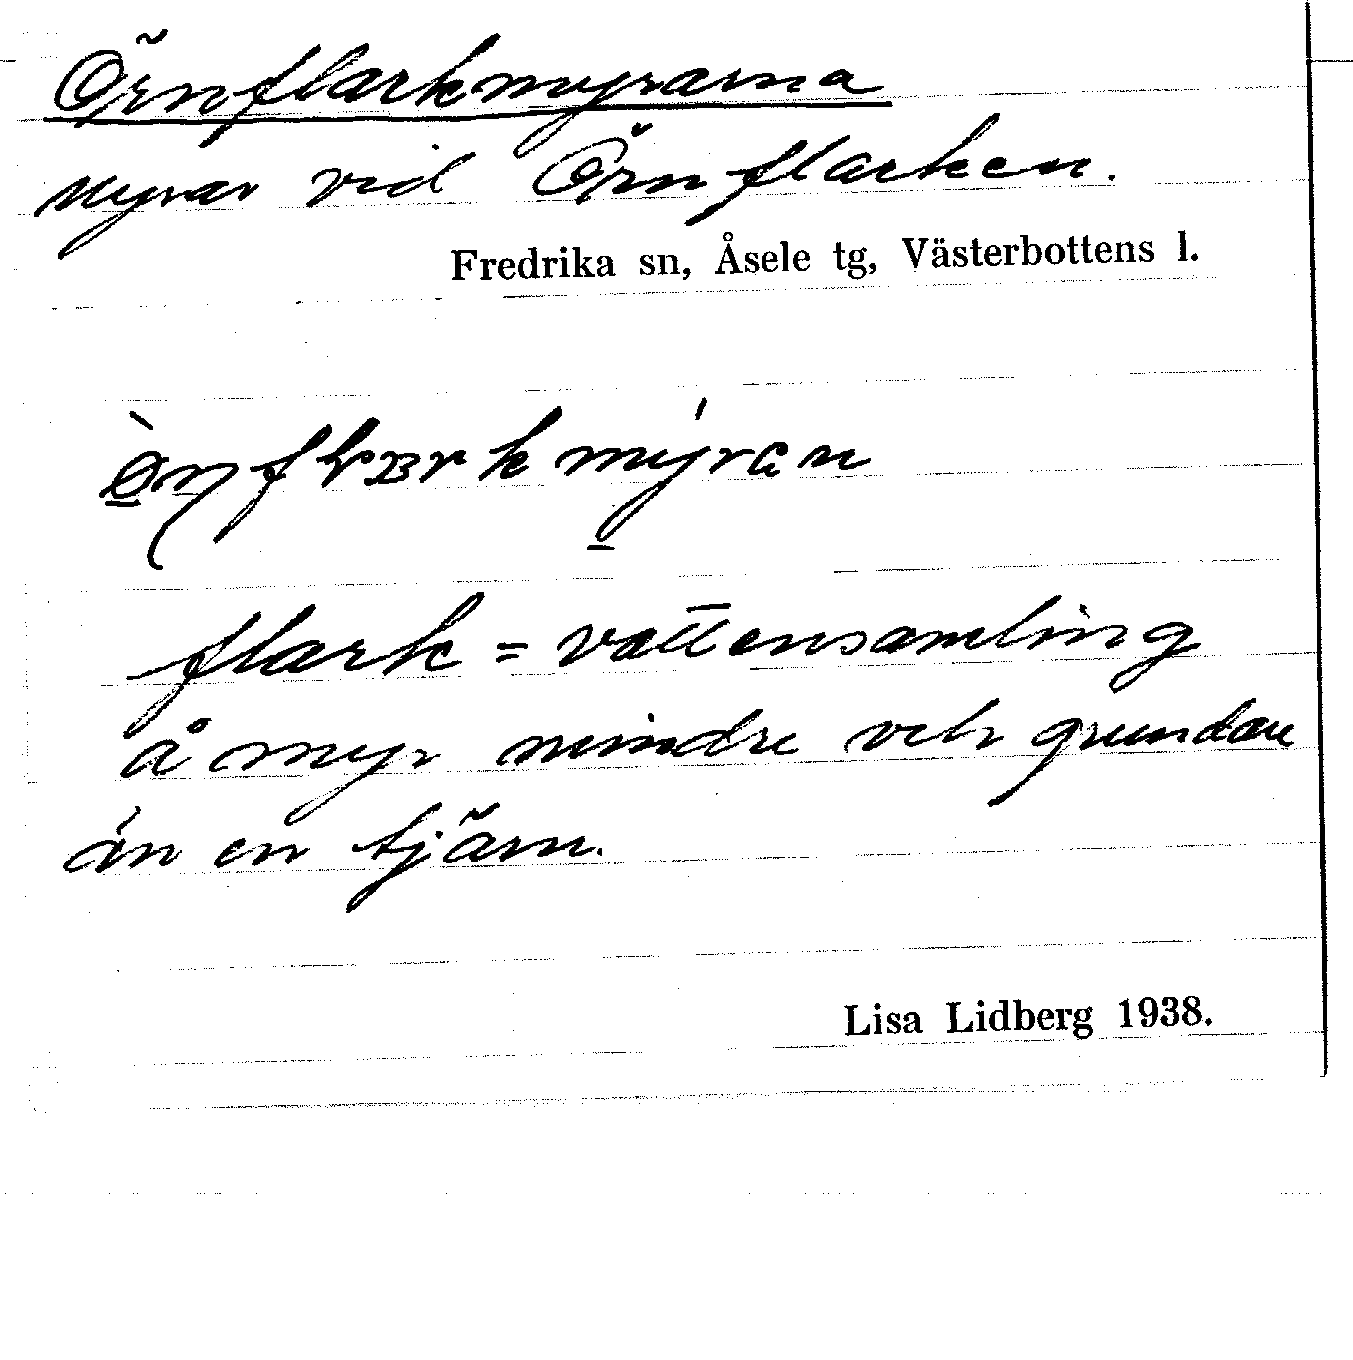 Örnflarkmyrarna
myrar vid Örnflarken.
Fredrika sn, Åsele tg, Västerbottens l.
flark = vattensamling
å myr mindre och grundare
än en tjärn.
Lisa Lidberg 1938.